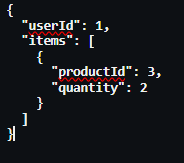 {
  "userId": 1,
  "items": [
    {
      "productId": 3,
      "quantity": 2
    }
  ]
}